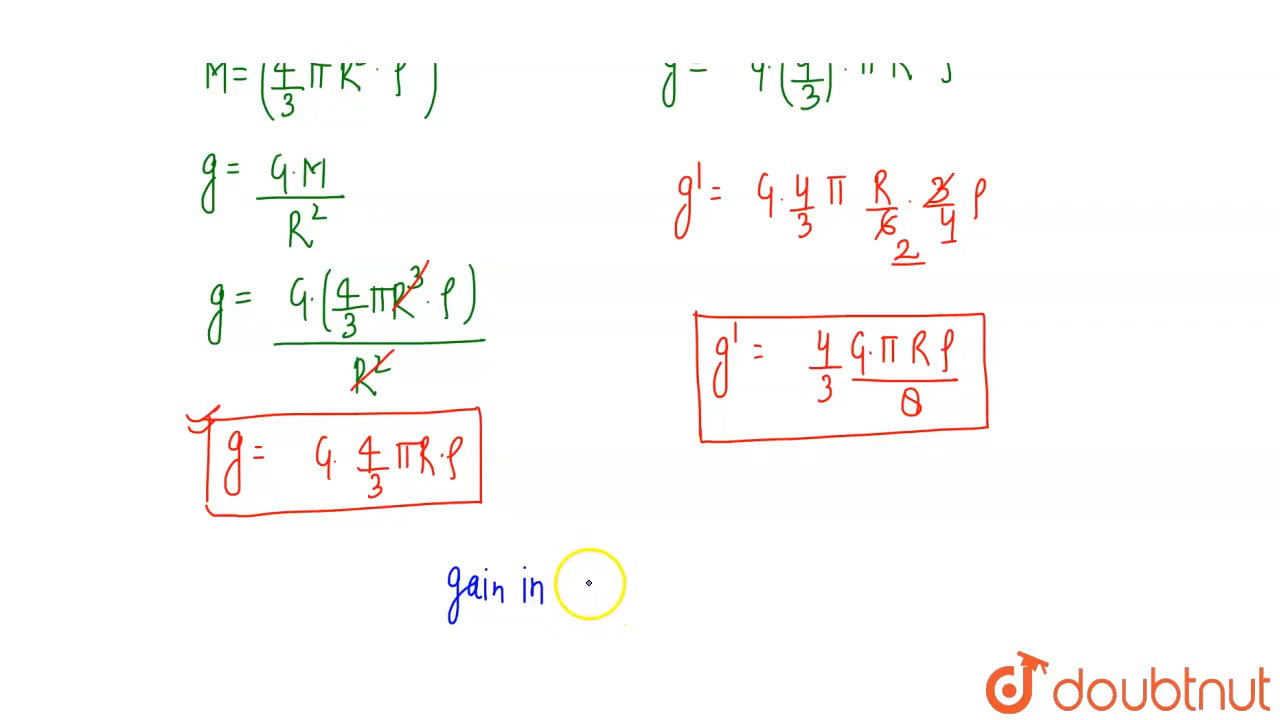 M = (4/3 π R³ · ρ)
g = G·M / R²
g = G·(4/3 πR³ · ρ) / R²
g = G. 4/3 πR·ρ
g = G·(4/3)·π R ρ
g' = G·4/3 π R/6 2 · 3/4 ρ
g' = 4/3 G·π R ρ / 8
gain in
doubtnut